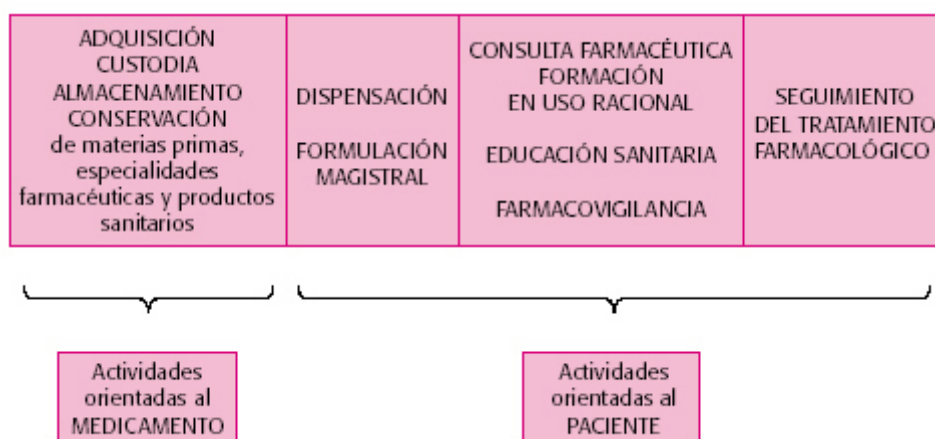 ADQUISICIÓN
CUSTODIA
ALMACENAMIENTO
CONSERVACIÓN
de materias primas,
especialidades
farmacéuticas y productos
sanitarios
DISPENSACIÓN
FORMULACIÓN
MAGISTRAL
CONSULTA FARMACÉUTICA
FORMACIÓN
EN USO RACIONAL
EDUCACIÓN SANITARIA
FARMACOVIGILANCIA
SEGUIMIENTO
DEL TRATAMIENTO
FARMACOLÓGICO
Actividades
orientadas al
MEDICAMENTO
Actividades
orientadas al
PACIENTE